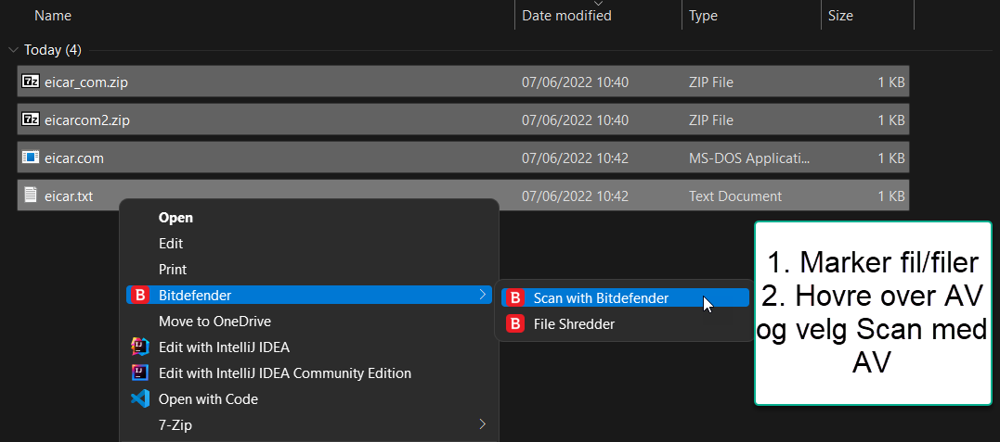 Name Date modified Type Size
Today (4)
eicar_com.zip 07/06/2022 10:40 ZIP File 1 KB
eicarcom2.zip 07/06/2022 10:40 ZIP File 1 KB
eicar.com 07/06/2022 10:42 MS-DOS Applicati... 1 KB
eicar.txt 07/06/2022 10:42 Text Document 1 KB
Open
Edit
Print
Bitdefender
Move to OneDrive
Edit with IntelliJ IDEA
Edit with IntelliJ IDEA Community Edition
Open with Code
7-Zip
Scan with Bitdefender
File Shredder
1. Marker fil/filer
2. Hovre over AV
og velg Scan med
AV